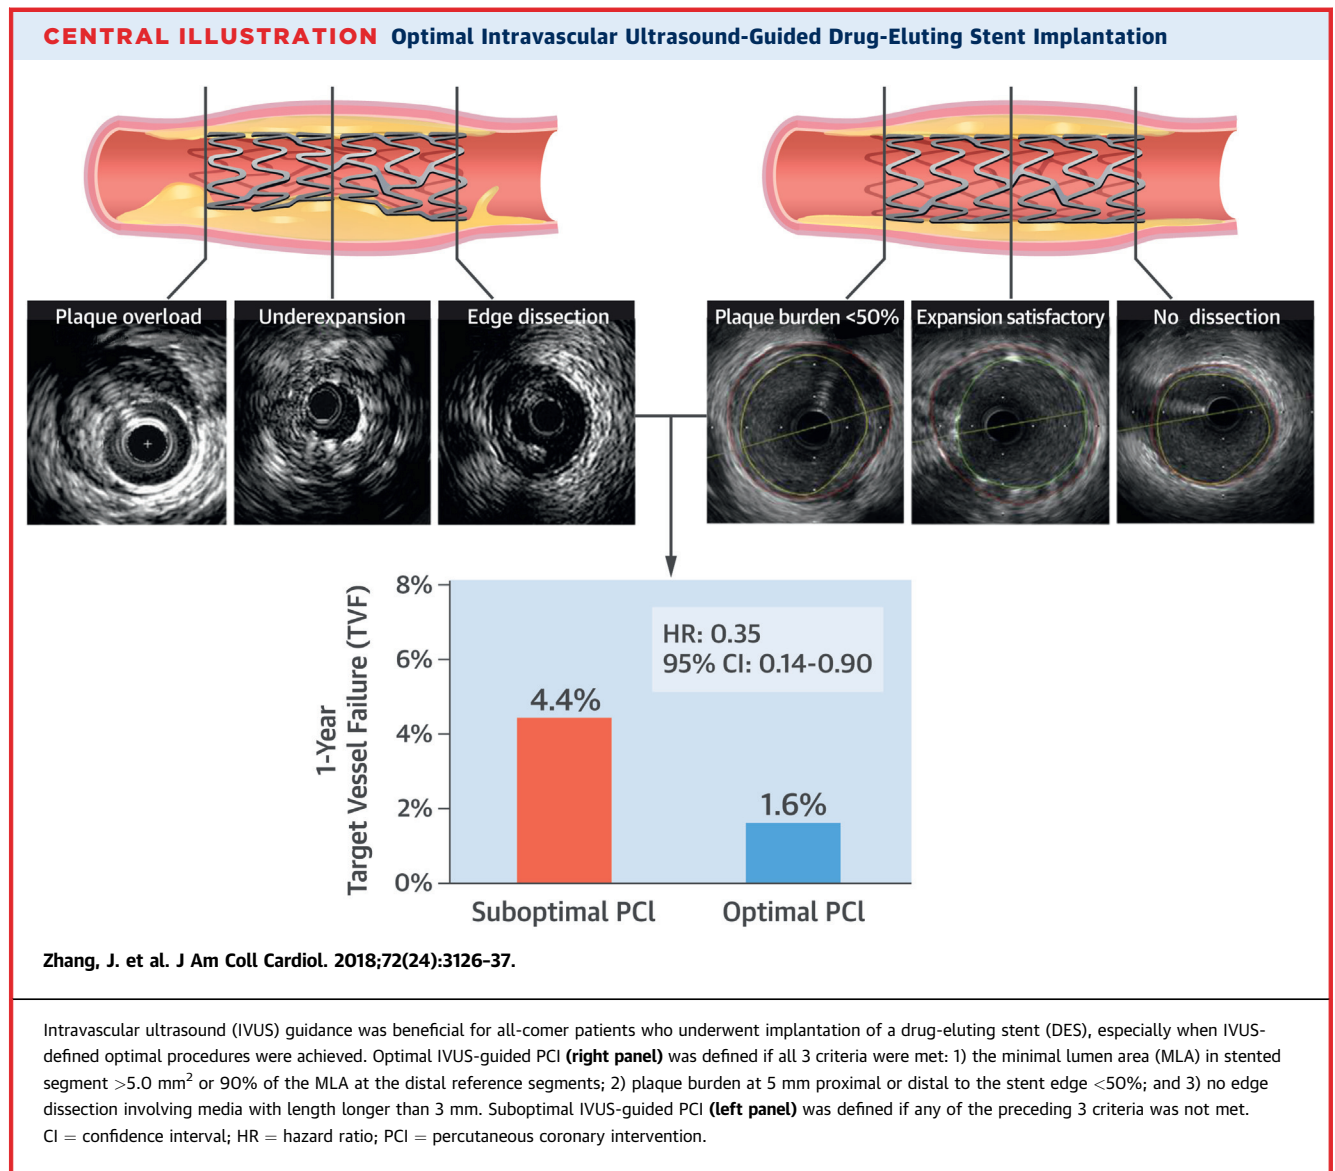 CENTRAL ILLUSTRATION Optimal Intravascular Ultrasound-Guided Drug-Eluting Stent Implantation
Plaque overload
Underexpansion
Edge dissection
Plaque burden <50%
Expansion satisfactory
No dissection
1-Year
Target Vessel Failure (TVF)
8%
6%
4%
2%
0%
HR: 0.35
95% CI: 0.14-0.90
4.4%
1.6%
Suboptimal PCI
Optimal PCI
Zhang, J. et al. J Am Coll Cardiol. 2018;72(24):3126–37.
Intravascular ultrasound (IVUS) guidance was beneficial for all-comer patients who underwent implantation of a drug-eluting stent (DES), especially when IVUS-
defined optimal procedures were achieved. Optimal IVUS-guided PCI (right panel) was defined if all 3 criteria were met: 1) the minimal lumen area (MLA) in stented
segment >5.0 mm² or 90% of the MLA at the distal reference segments; 2) plaque burden at 5 mm proximal or distal to the stent edge <50%; and 3) no edge
dissection involving media with length longer than 3 mm. Suboptimal IVUS-guided PCI (left panel) was defined if any of the preceding 3 criteria was not met.
CI = confidence interval; HR = hazard ratio; PCI = percutaneous coronary intervention.